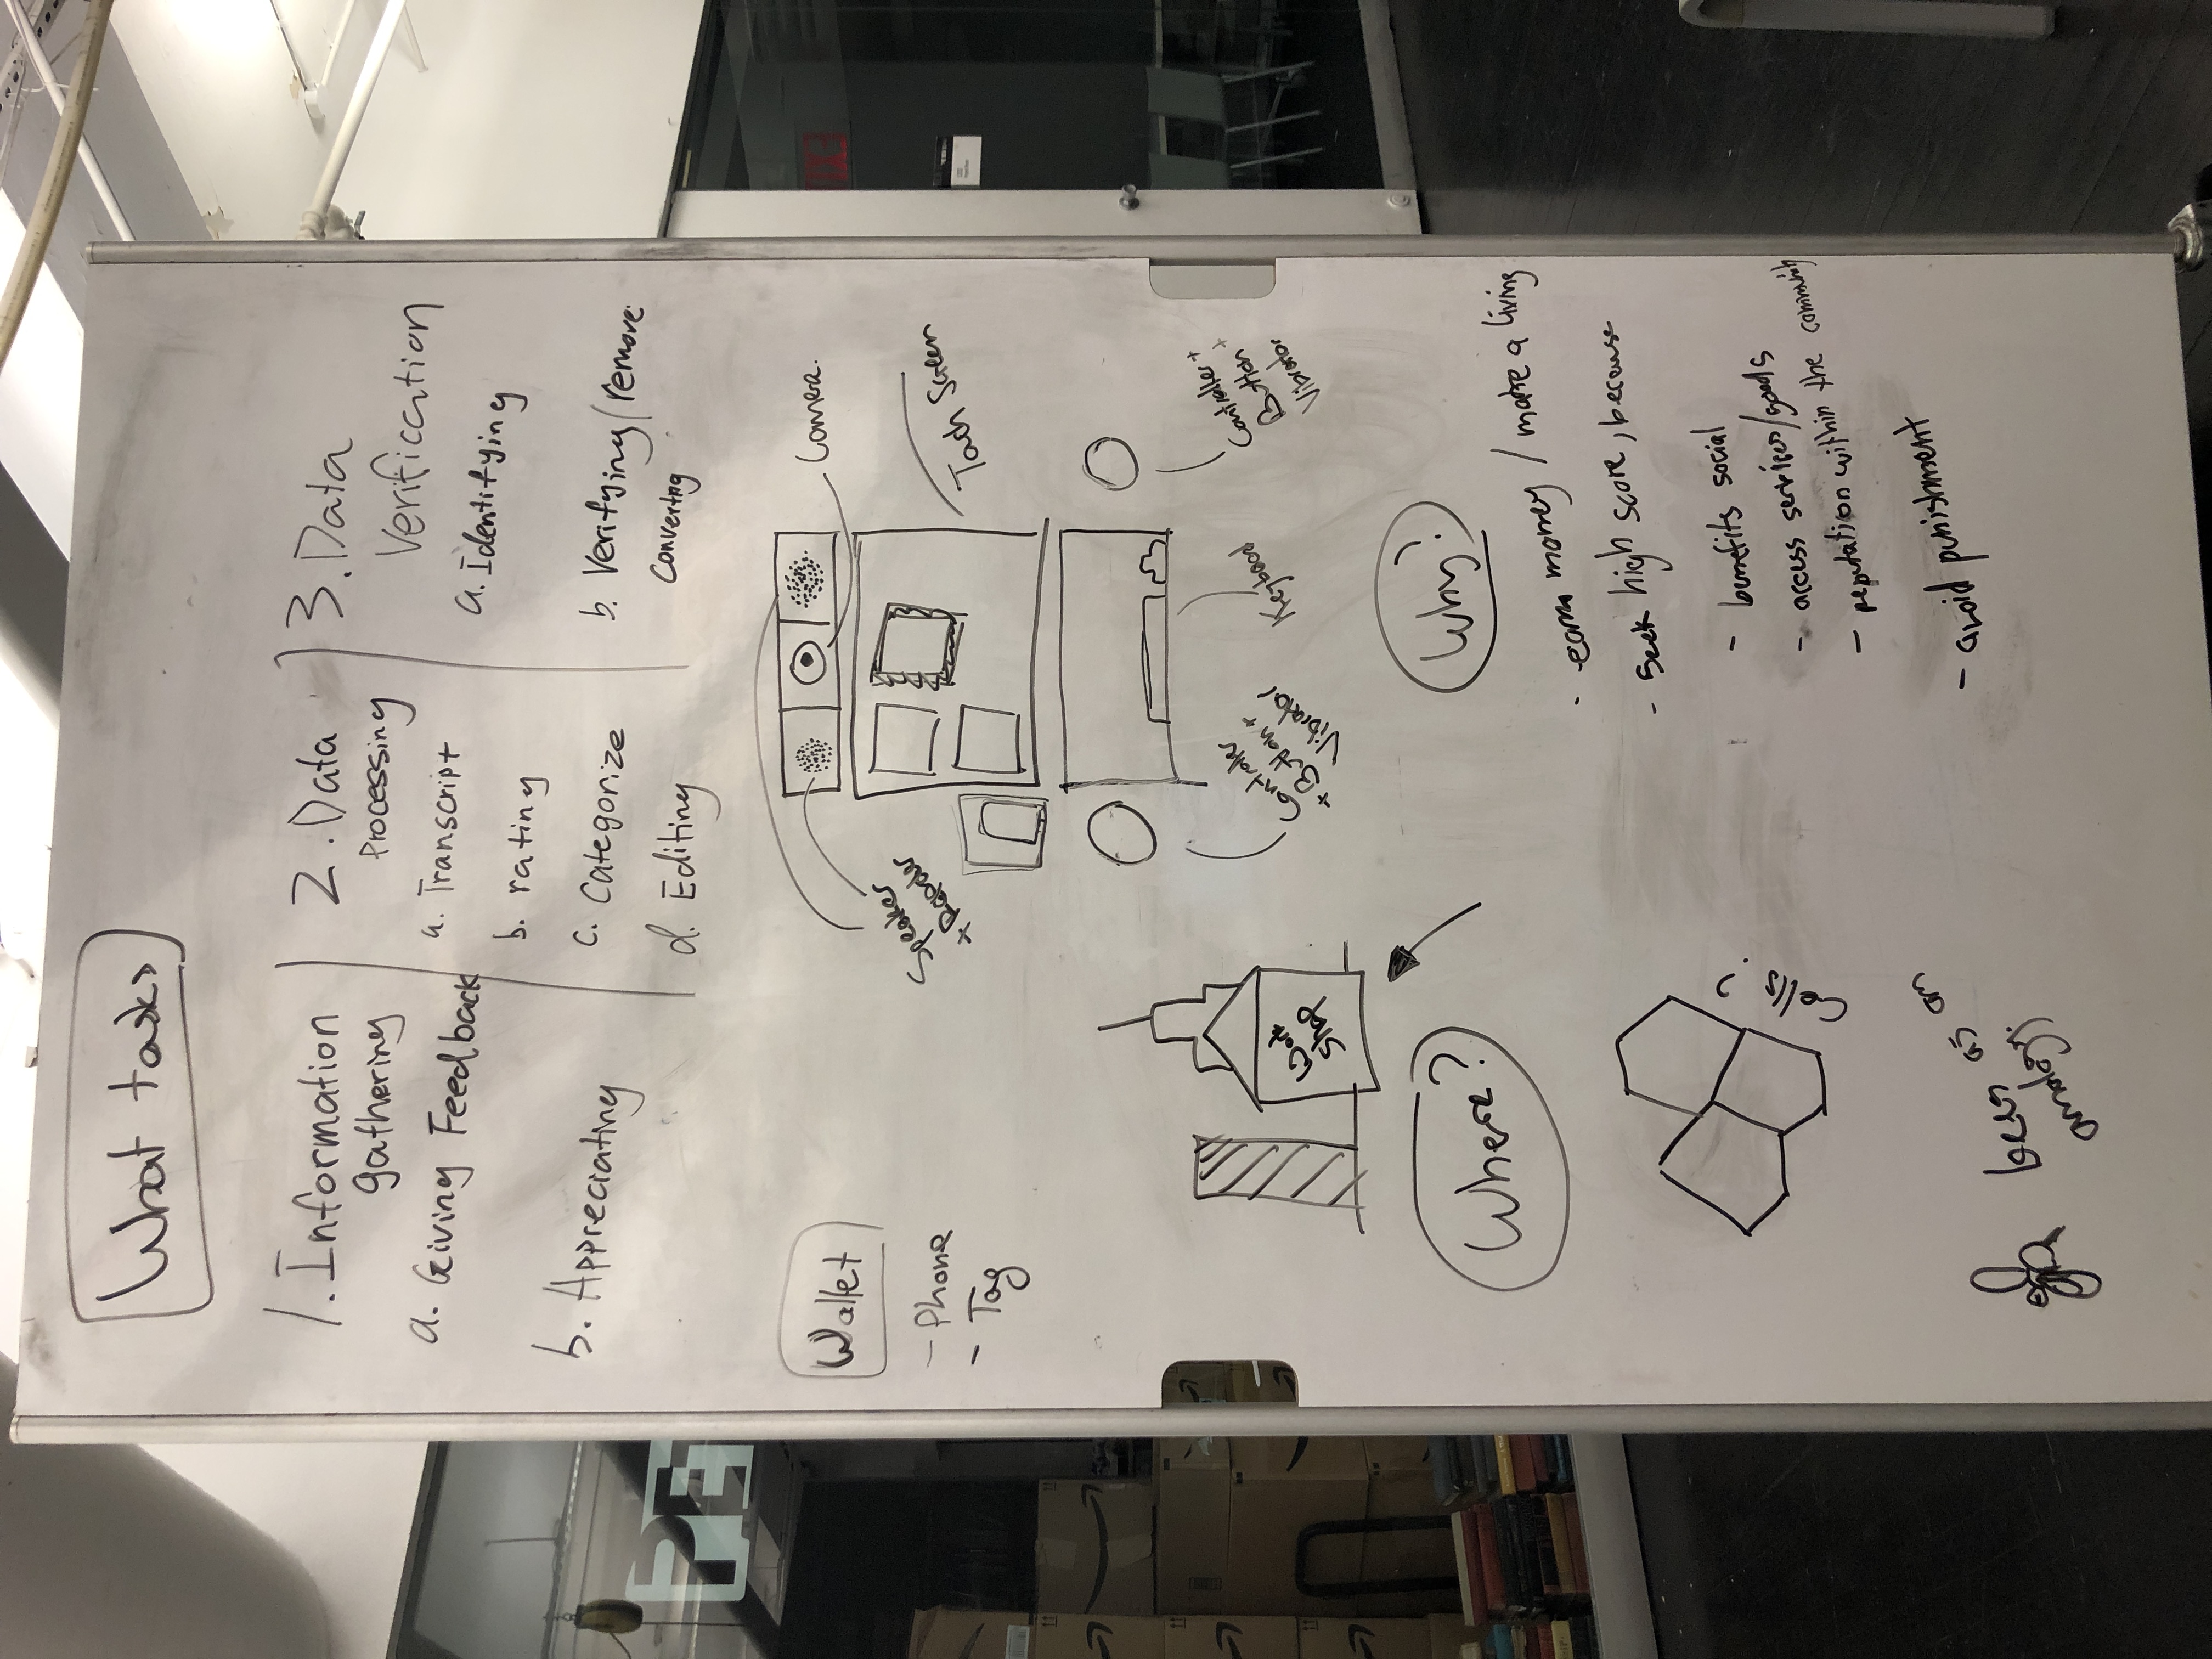 What tasks
1. Information
gathering
a. Giving Feedback
b. Appreciating
2. Data
Processing
a. Transcript
b. rating
c. Categorize
d. Editing
3. Data
Verification
a. Identifying
b. Verifying/remove
Converting
Wallet
- Phone
- Tag
Speaker
+
Camera.
Screen
Controller
+ Button +
Vibrator
Keyboard
Controller +
Button +
Vibrator
Work
Shop
Where?
Cells?
bees as an
analogy.
Why?
- earn money / make a living
- Seek high score, because
- benefits social
- access services/goods
- reputation within the community
- avoid punishment
PET
EXIT